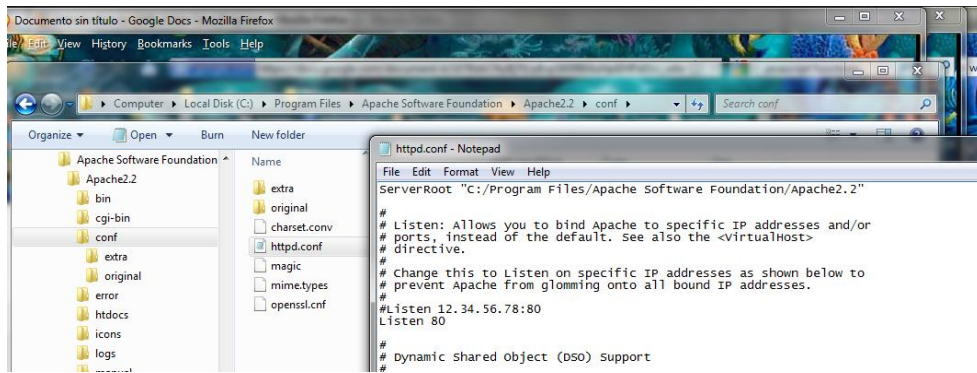 Documento sin título - Google Docs - Mozilla Firefox
File Edit View History Bookmarks Tools Help
Computer Local Disk (C:) Program Files Apache Software Foundation Apache2.2 conf
Search conf
Organize Open Burn New folder
Apache Software Foundation
Apache2.2
bin
cgi-bin
conf
extra
original
error
htdocs
icons
logs
manual
Name
extra
original
charset.conv
httpd.conf
magic
mime.types
openssl.cnf
httpd.conf - Notepad
File Edit Format View Help
ServerRoot "C:/Program Files/Apache Software Foundation/Apache2.2"
#
# Listen: Allows you to bind Apache to specific IP addresses and/or
# ports, instead of the default. See also the <VirtualHost>
# directive.
#
# Change this to Listen on specific IP addresses as shown below to
# prevent Apache from glomming onto all bound IP addresses.
#
#Listen 12.34.56.78:80
Listen 80
#
# Dynamic Shared Object (DSO) Support
#